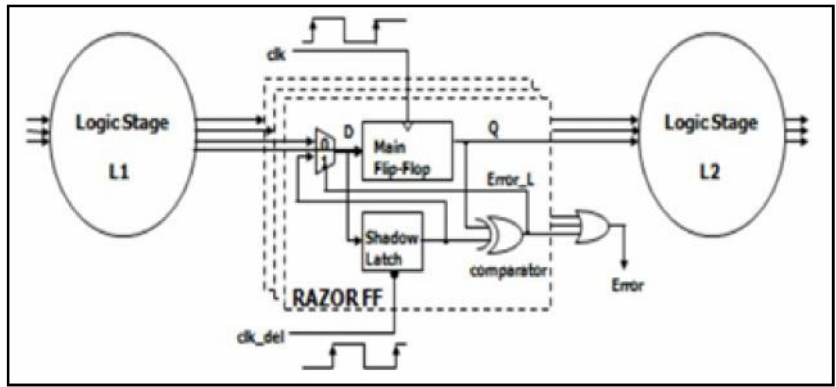 clk
Logic Stage
L1
0
1
D
Main
Flip-Flop
Q
Error_L
Logic Stage
L2
Shadow
Latch
comparator
Error
RAZOR FF
clk_del